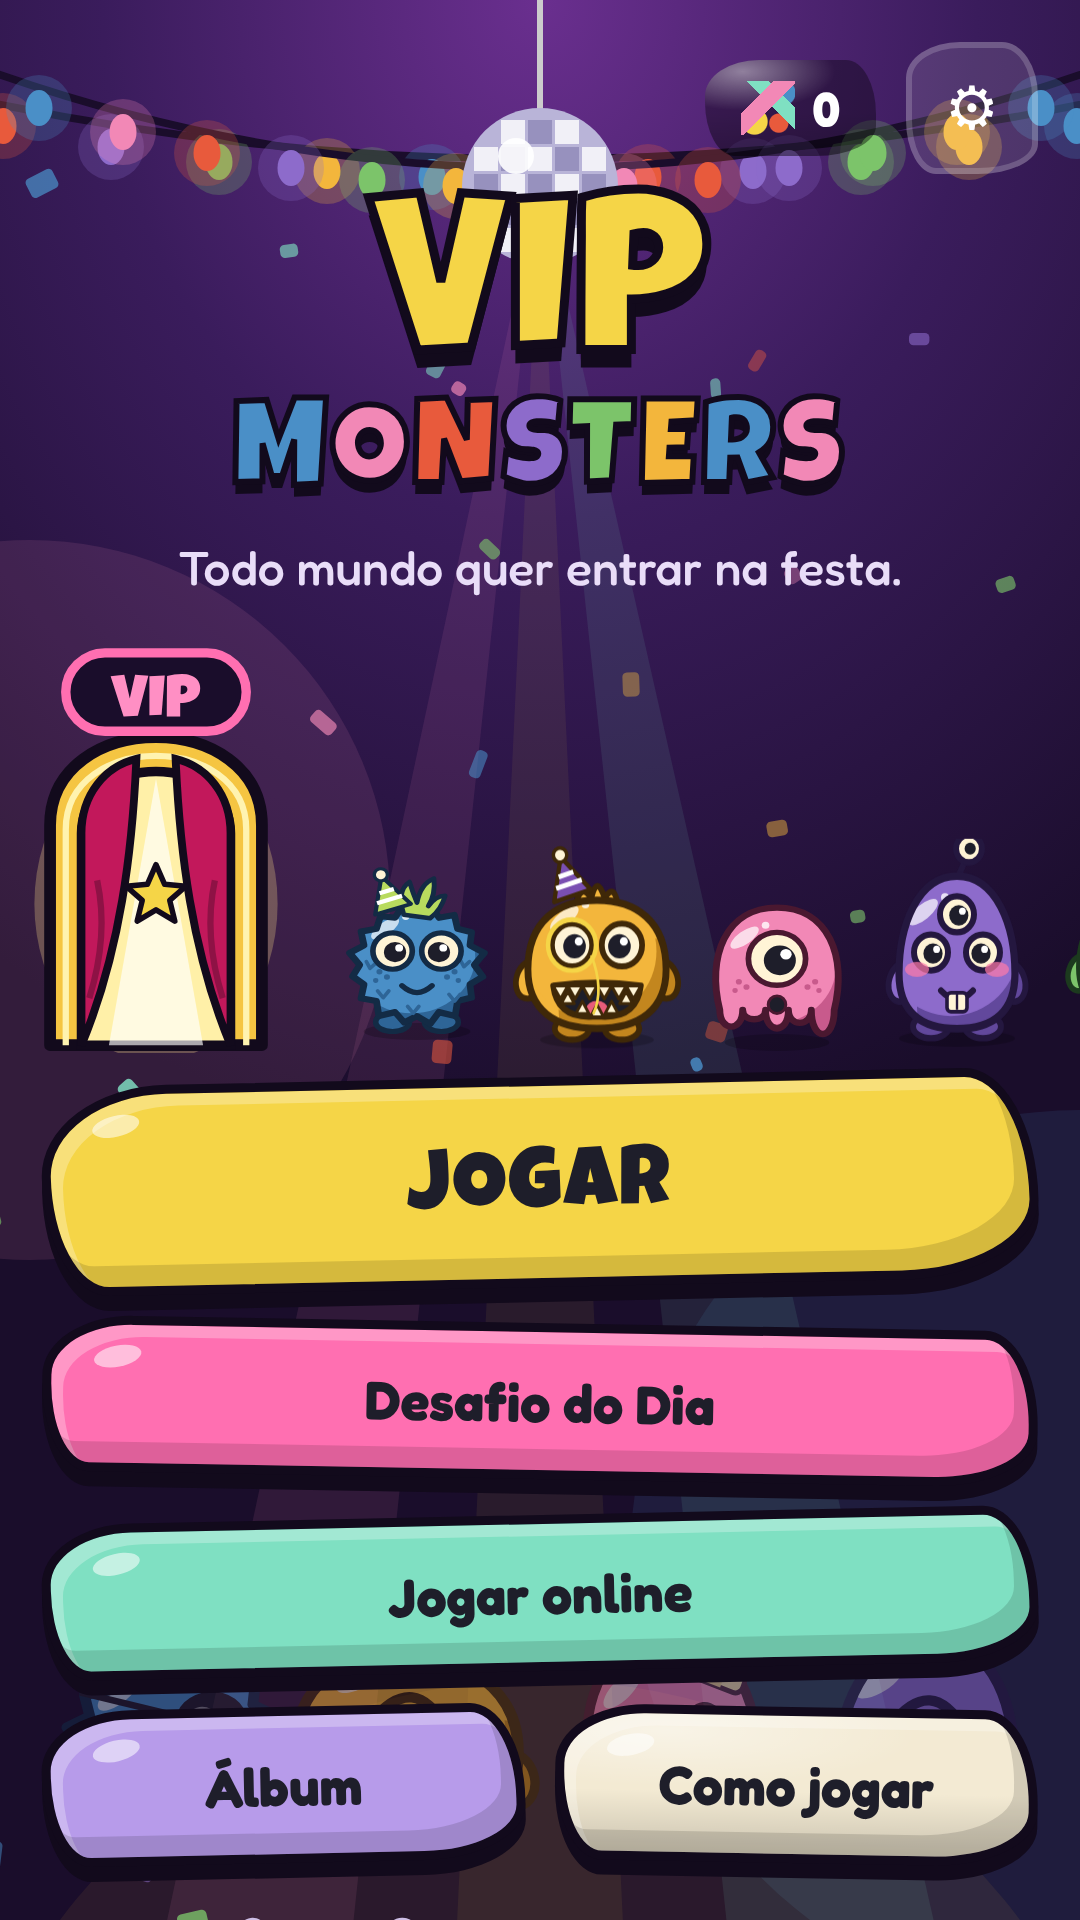 0
VIP
MONSTERS
Todo mundo quer entrar na festa.
VIP
JOGAR
Desafio do Dia
Jogar online
Álbum
Como jogar